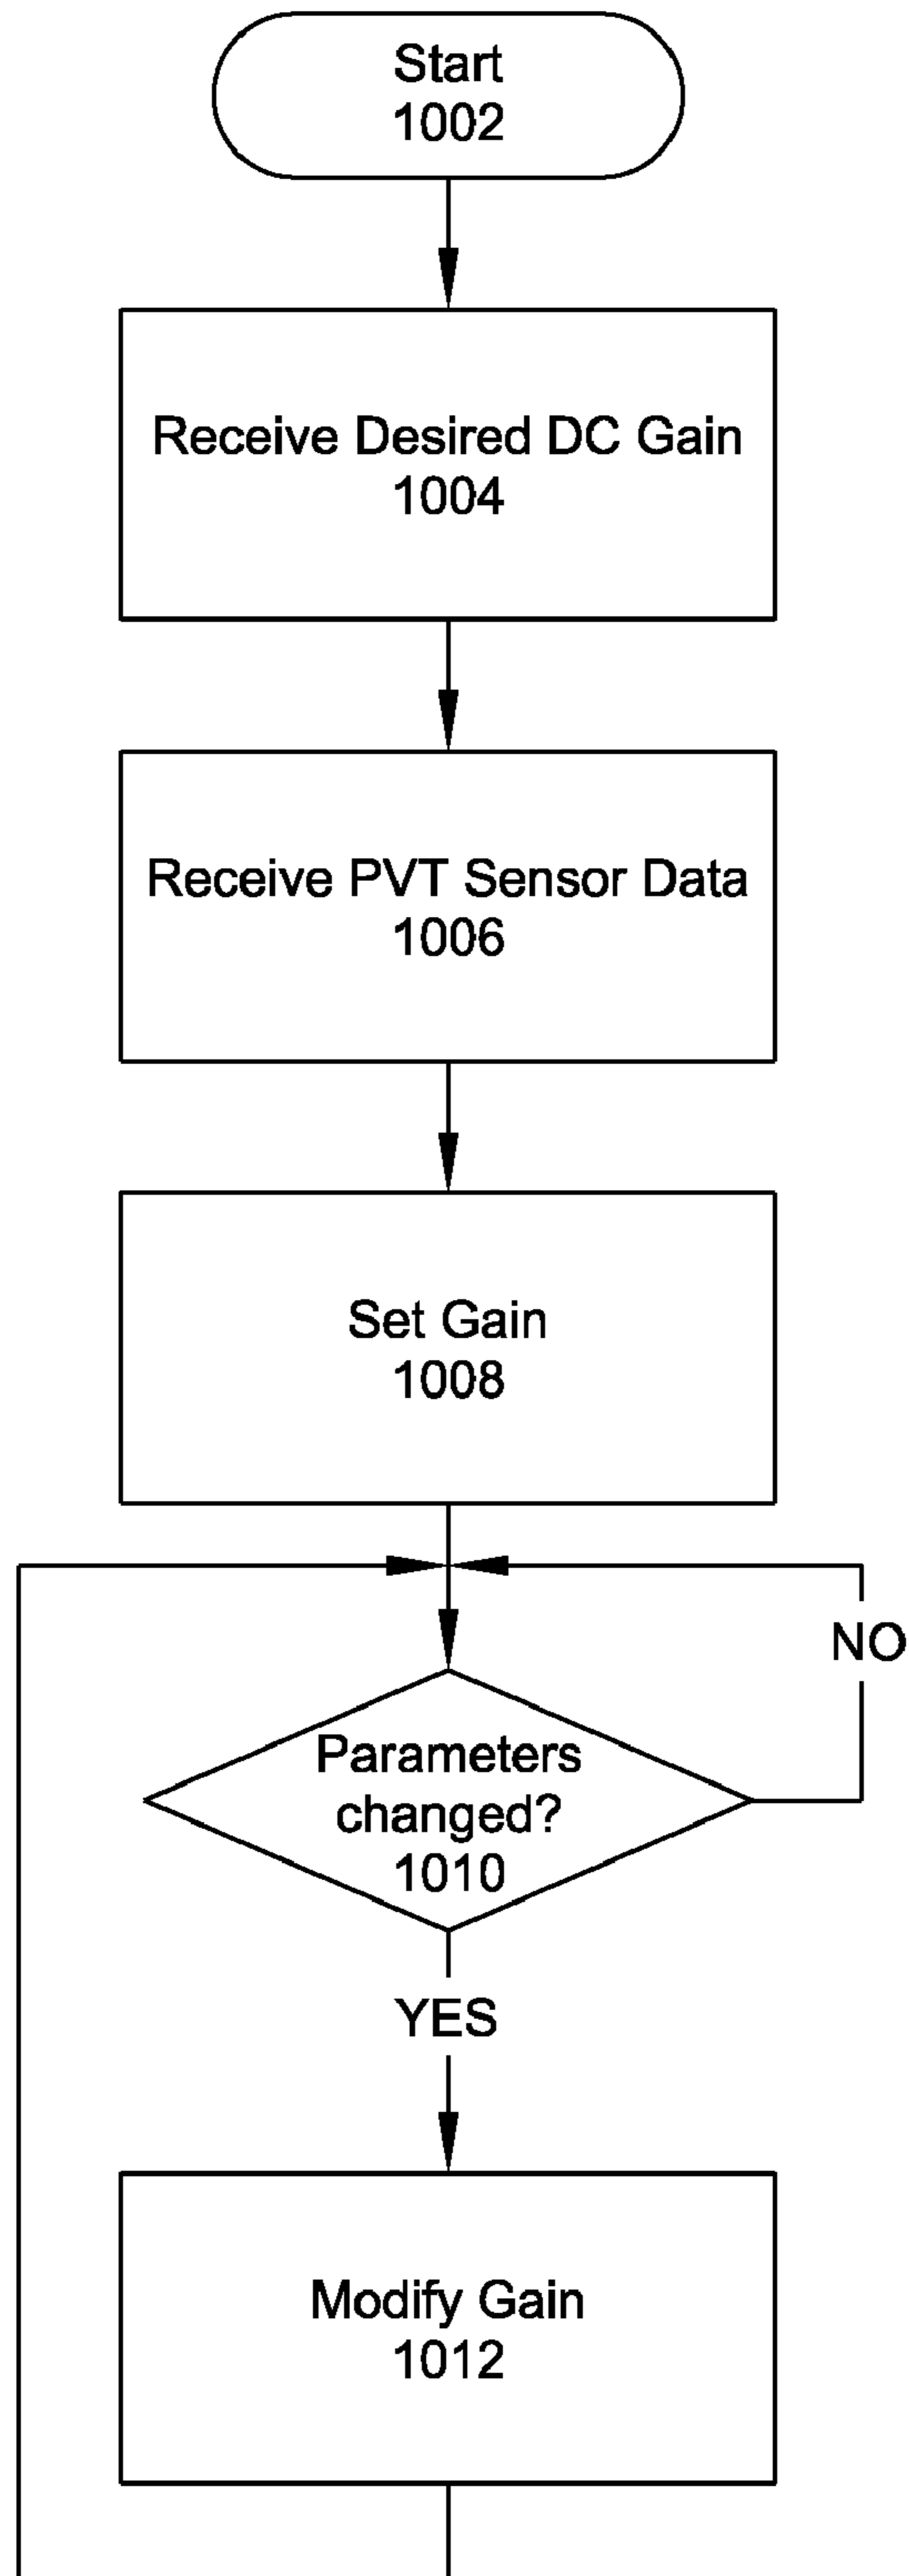 Start
1002
Receive Desired DC Gain
1004
Receive PVT Sensor Data
1006
Set Gain
1008
NO
Parameters
changed?
1010
YES
Modify Gain
1012